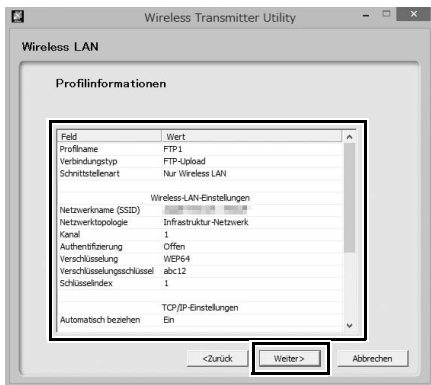 Wireless Transmitter Utility
Wireless LAN
Profilinformationen
Feld Wert
Profilname FTP1
Verbindungstyp FTP-Upload
Schnittstellenart Nur Wireless LAN
Wireless-LAN-Einstellungen
Netzwerkname (SSID)
Netzwerktopologie Infrastruktur-Netzwerk
Kanal 1
Authentifizierung Offen
Verschlüsselung WEP64
Verschlüsselungsschlüssel abc12
Schlüsselindex 1
TCP/IP-Einstellungen
Automatisch beziehen Ein
<Zurück Weiter> Abbrechen